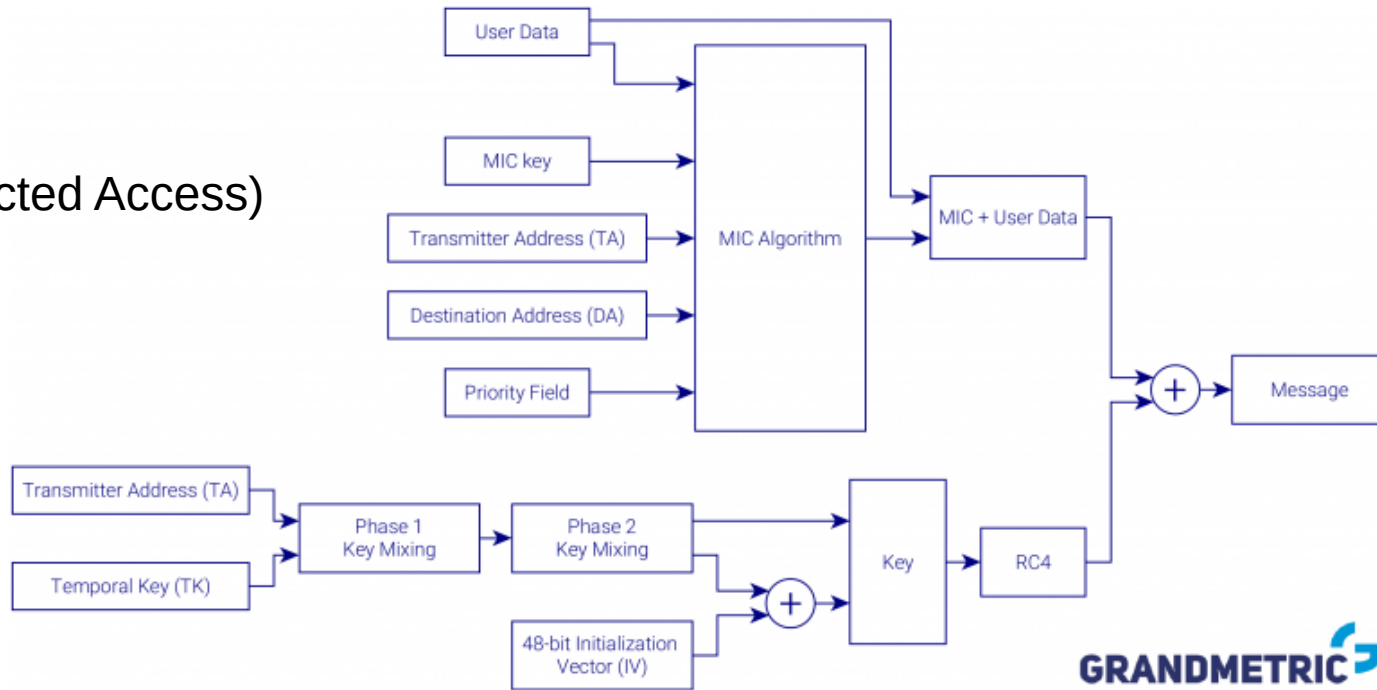 User Data
MIC key
cted Access)
Transmitter Address (TA)
MIC Algorithm
MIC + User Data
Destination Address (DA)
Priority Field
+
Message
Transmitter Address (TA)
Phase 1
Key Mixing
Phase 2
Key Mixing
Key
RC4
Temporal Key (TK)
+
48-bit Initialization
Vector (IV)
GRANDMETRIC